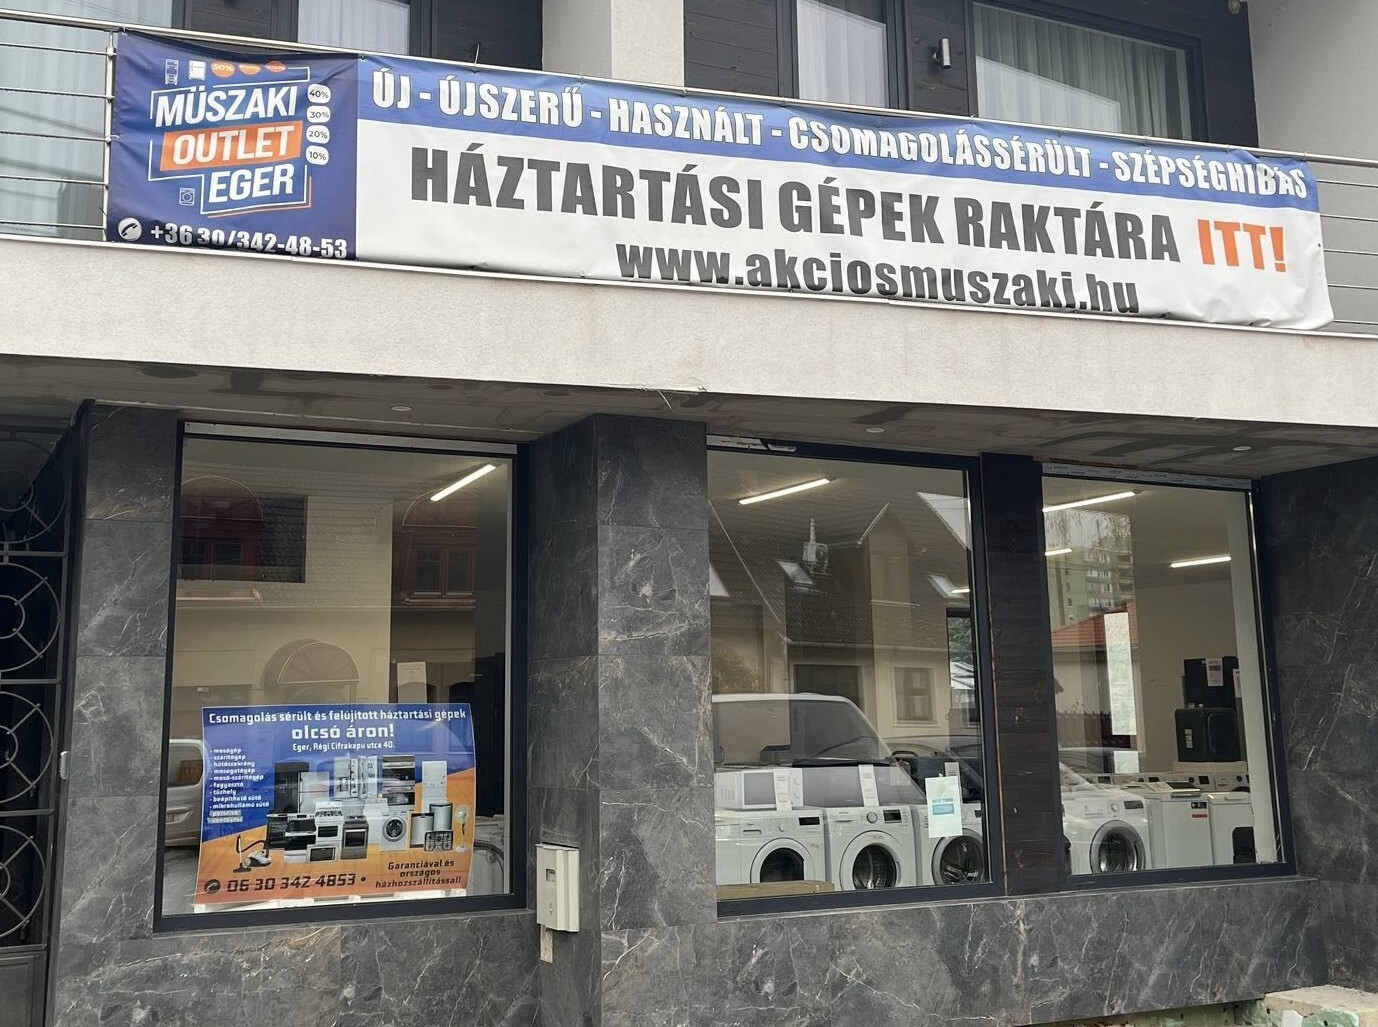 50%
MŰSZAKI
OUTLET
EGER
40%
30%
20%
10%
+36 30/342-48-53
ÚJ - ÚJSZERŰ - HASZNÁLT - CSOMAGOLÁSSÉRÜLT - SZÉPSÉGHIBÁS
HÁZTARTÁSI GÉPEK RAKTÁRA ITT!
www.akciosmuszaki.hu
Csomagolás sérült és felújított háztartási gépek
olcsó áron!
Eger, Régi Cifrakapu utca 40.
- mosógép
- szárítógép
- hűtőszekrény
- mosogatógép
- mosó-szárítógép
- fagyasztó
- tűzhely
- beépíthető sütő
- mikrohullámú sütő
- porszívó
- ventilátor
Garanciával és
országos
házhozszállítással!
06 30 342 4853 •